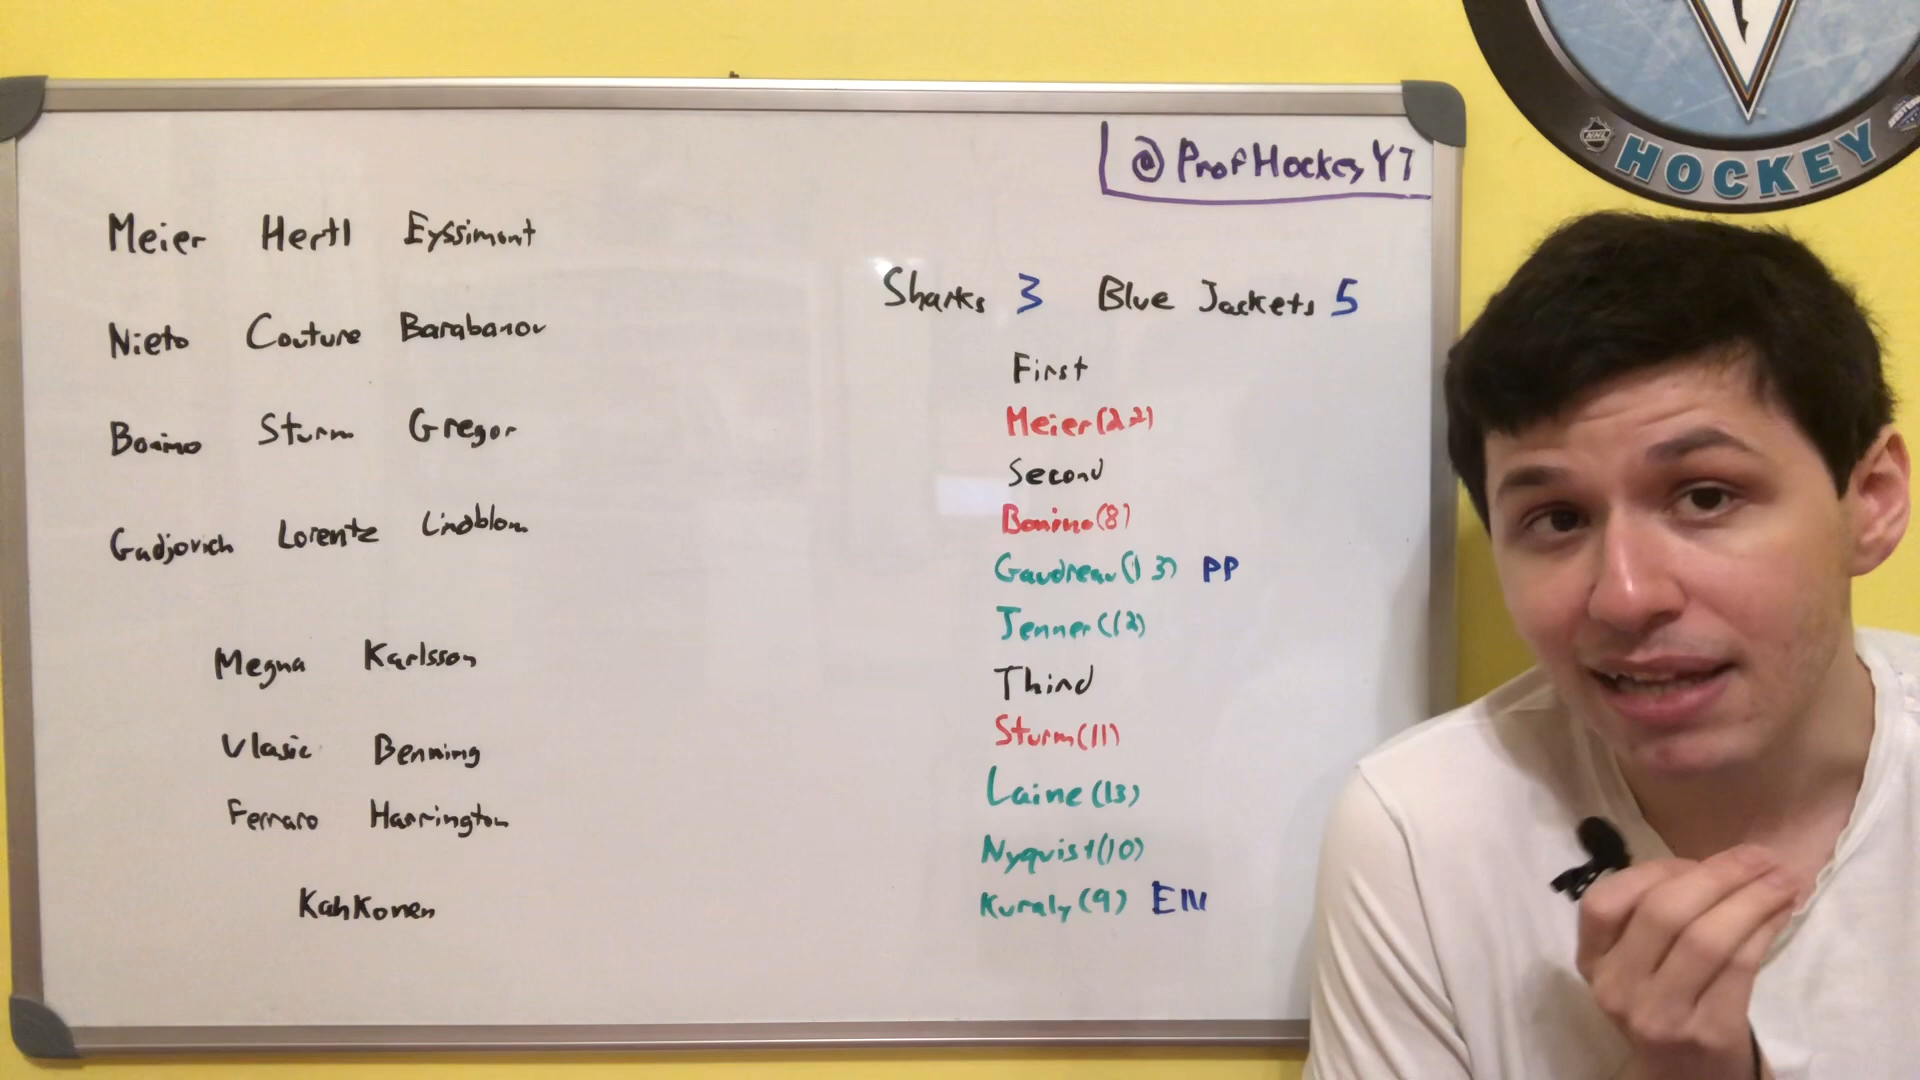 @ProfHockeyYT
HOCKEY
NHL
Meier Hertl Eyssimont
Nieto Couture Barabanov
Bonino Sturm Gregor
Gadjovich Lorentz Lindblom
Megna Karlsson
Vlasic Benning
Ferraro Harrington
Kahkonen
Sharks 3 Blue Jackets 5
First
Meier(22)
Second
Bonino(8)
Gaudreau(13) PP
Jenner(12)
Third
Sturm(11)
Laine(13)
Nyquist(10)
Kuraly(9) EN